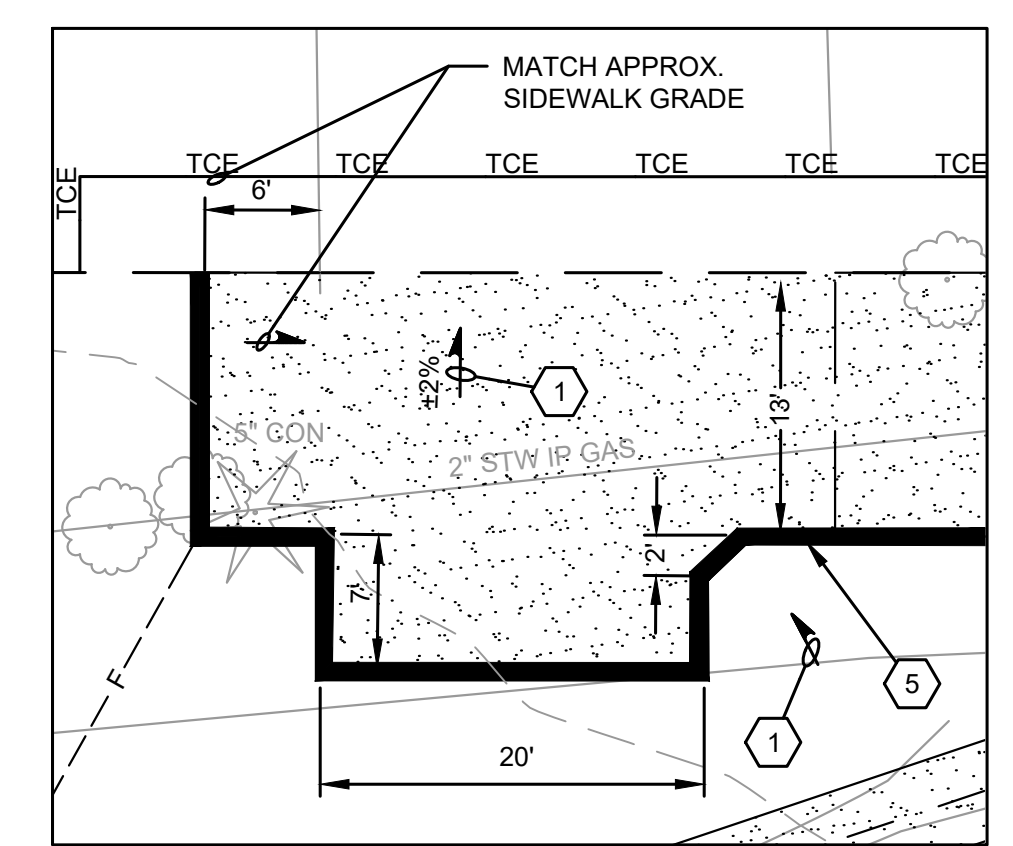 MATCH APPROX.
SIDEWALK GRADE
TCE TCE TCE TCE TCE TCE
TCE
6'
±2%
1
13'
5" CON
2" STW IP GAS
2'
7'
F
5
1
20'